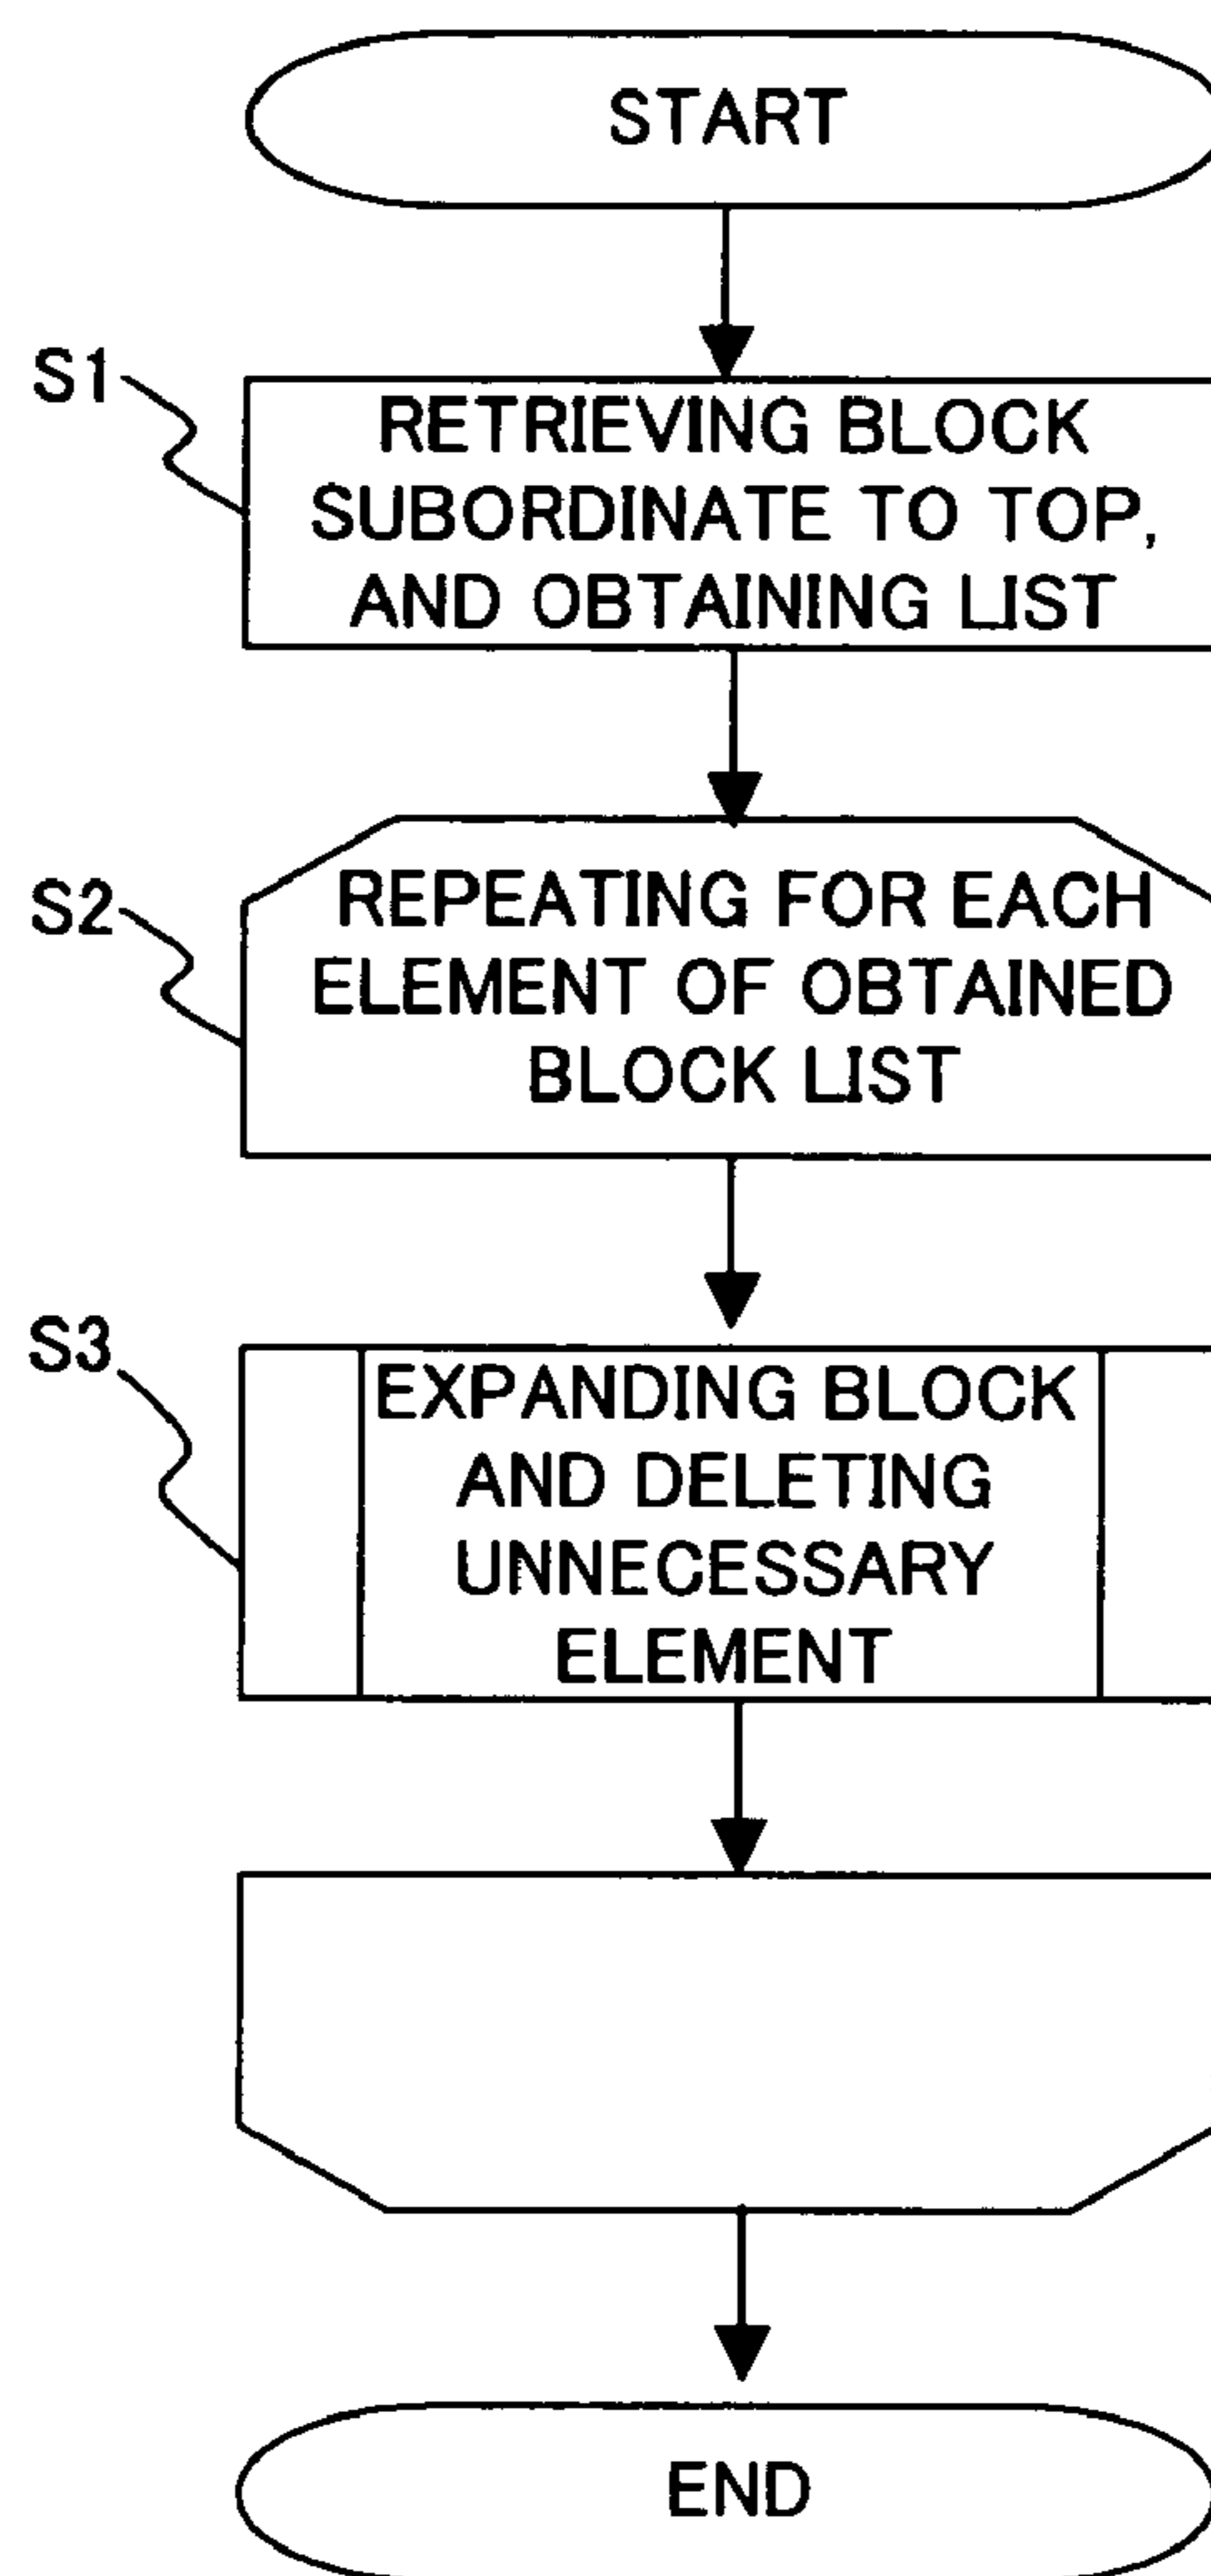 START
S1
RETRIEVING BLOCK
SUBORDINATE TO TOP,
AND OBTAINING LIST
S2
REPEATING FOR EACH
ELEMENT OF OBTAINED
BLOCK LIST
S3
EXPANDING BLOCK
AND DELETING
UNNECESSARY
ELEMENT
END